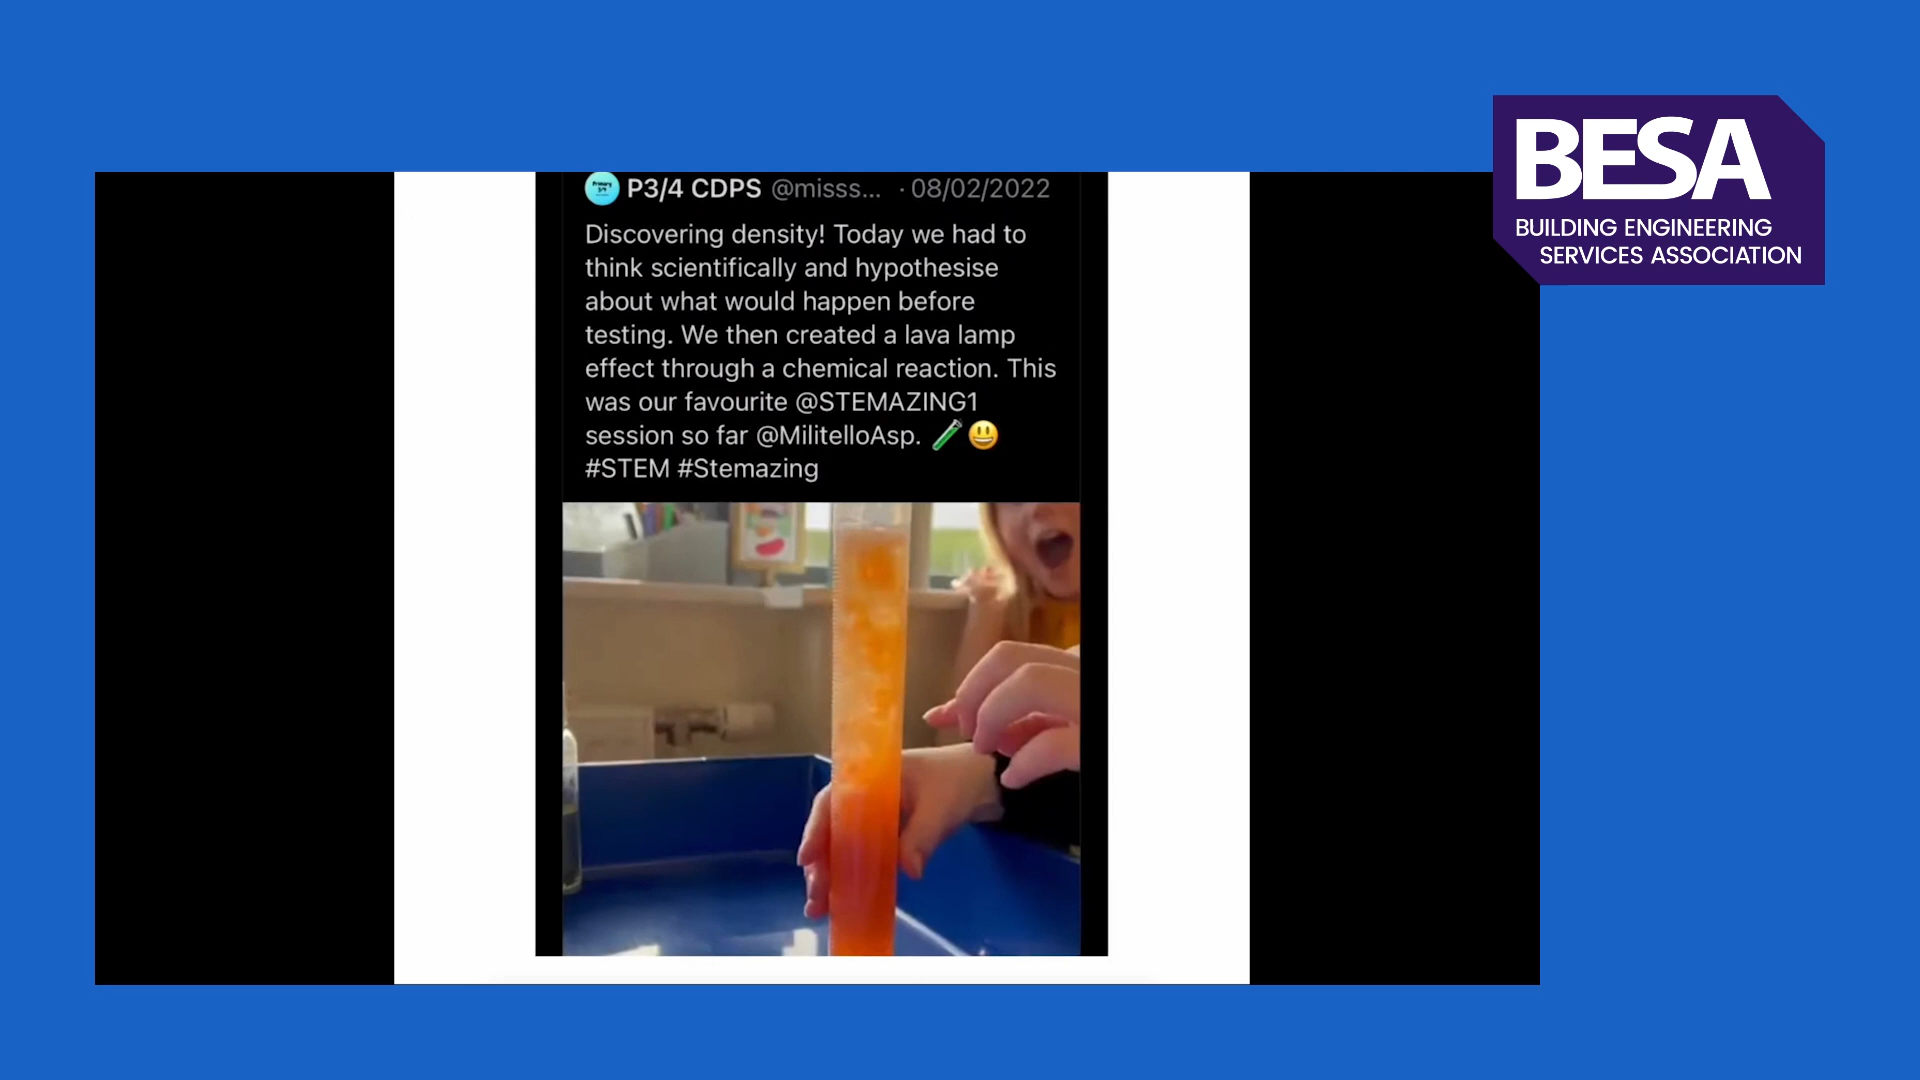 P3/4 CDPS @misss... · 08/02/2022
Discovering density! Today we had to
think scientifically and hypothesise
about what would happen before
testing. We then created a lava lamp
effect through a chemical reaction. This
was our favourite @STEMAZING1
session so far @MilitelloAsp. 🧪😃
#STEM #Stemazing
BESA
BUILDING ENGINEERING
SERVICES ASSOCIATION